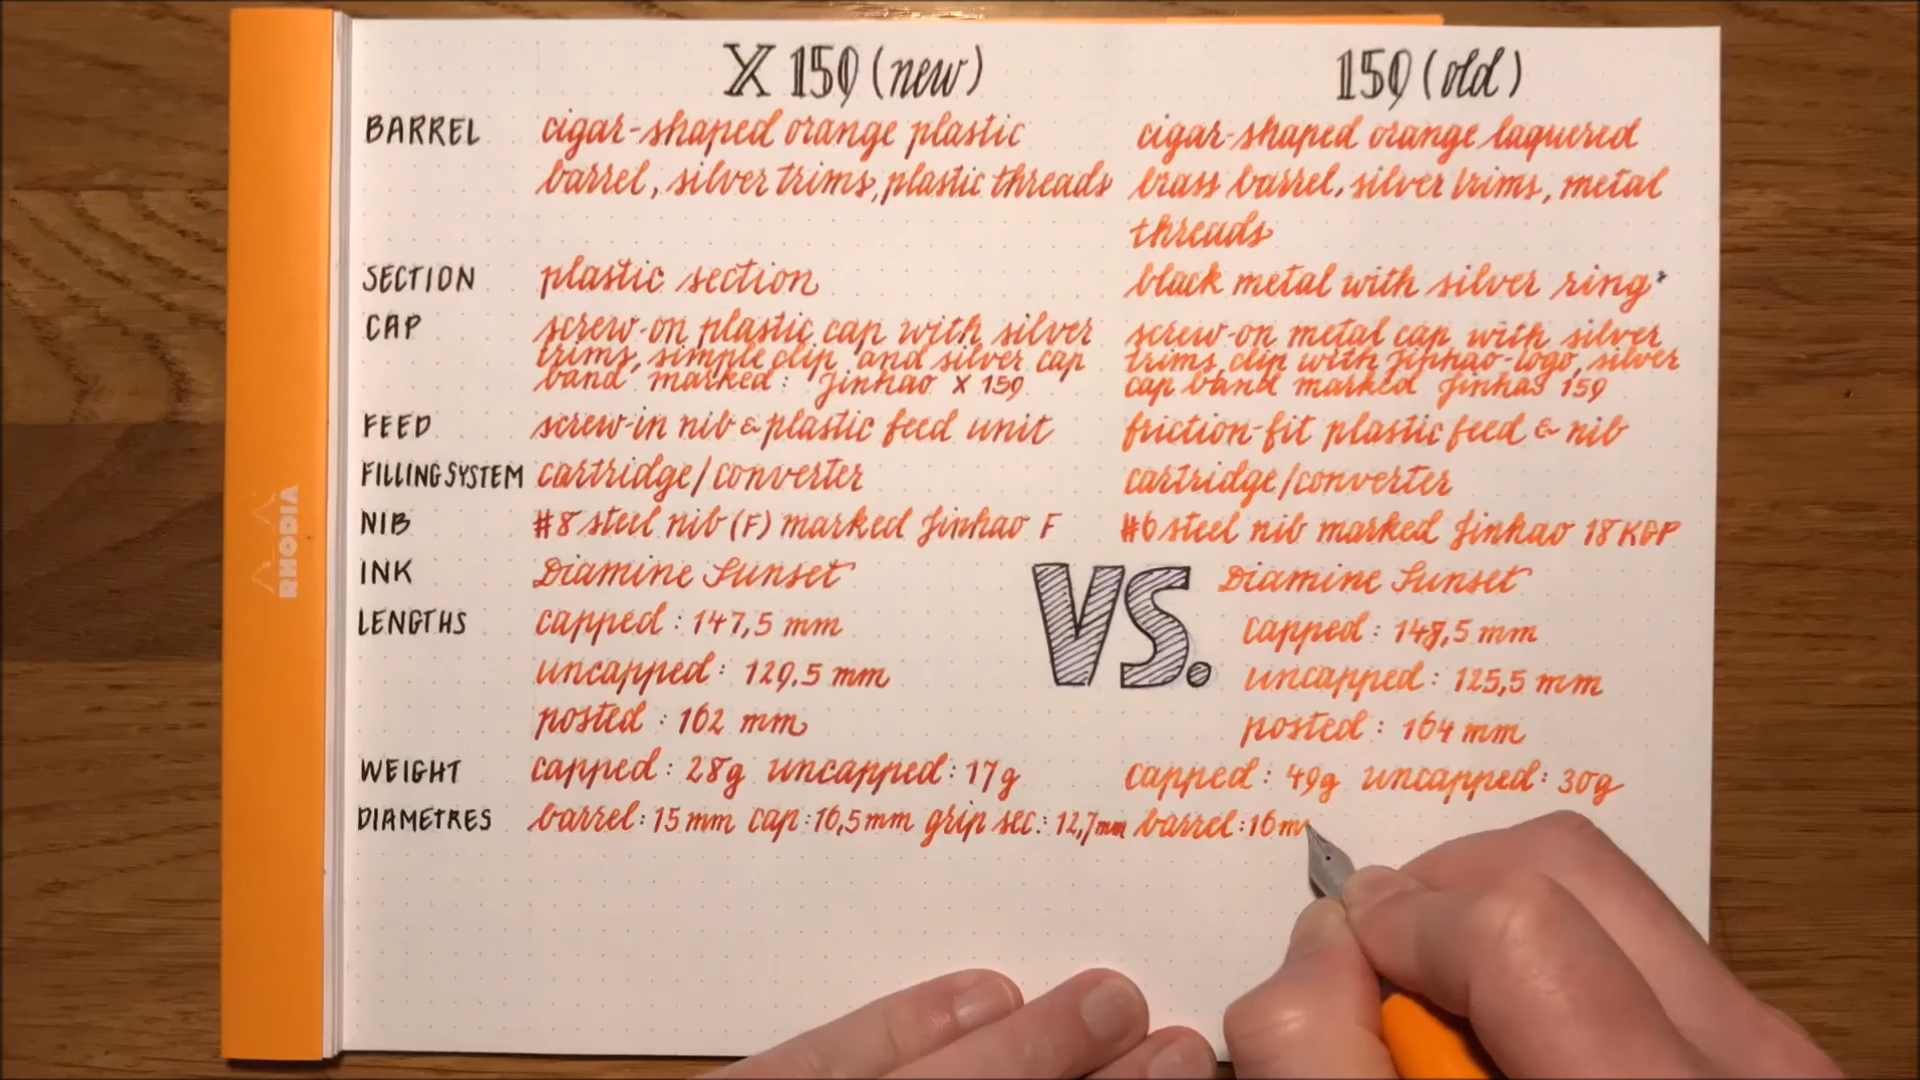 X 159 (new) 159 (old)
BARREL cigar-shaped orange plastic cigar-shaped orange laquered
barrel, silver trims, plastic threads brass barrel, silver trims, metal
threads
SECTION plastic section black metal with silver ring
CAP screw-on plastic cap with silver screw-on metal cap with silver
trims, simple clip and silver cap trims, clip with Jinhao-logo, silver
band marked: Jinhao X 159 cap band marked Jinhao 159
FEED screw-in nib & plastic feed unit friction-fit plastic feed & nib
FILLING SYSTEM cartridge/converter cartridge/converter
NIB #8 steel nib (F) marked Jinhao F #6 steel nib marked Jinhao 18KGP
INK Diamine Sunset VS. Diamine Sunset
LENGTHS capped: 147,5 mm capped: 148,5 mm
uncapped: 129,5 mm uncapped: 125,5 mm
posted: 162 mm posted: 164 mm
WEIGHT capped: 28g uncapped: 17g capped: 49g uncapped: 30g
DIAMETRES barrel: 15 mm cap: 16,5mm grip sec.: 12,7mm barrel: 16m
RHODIA